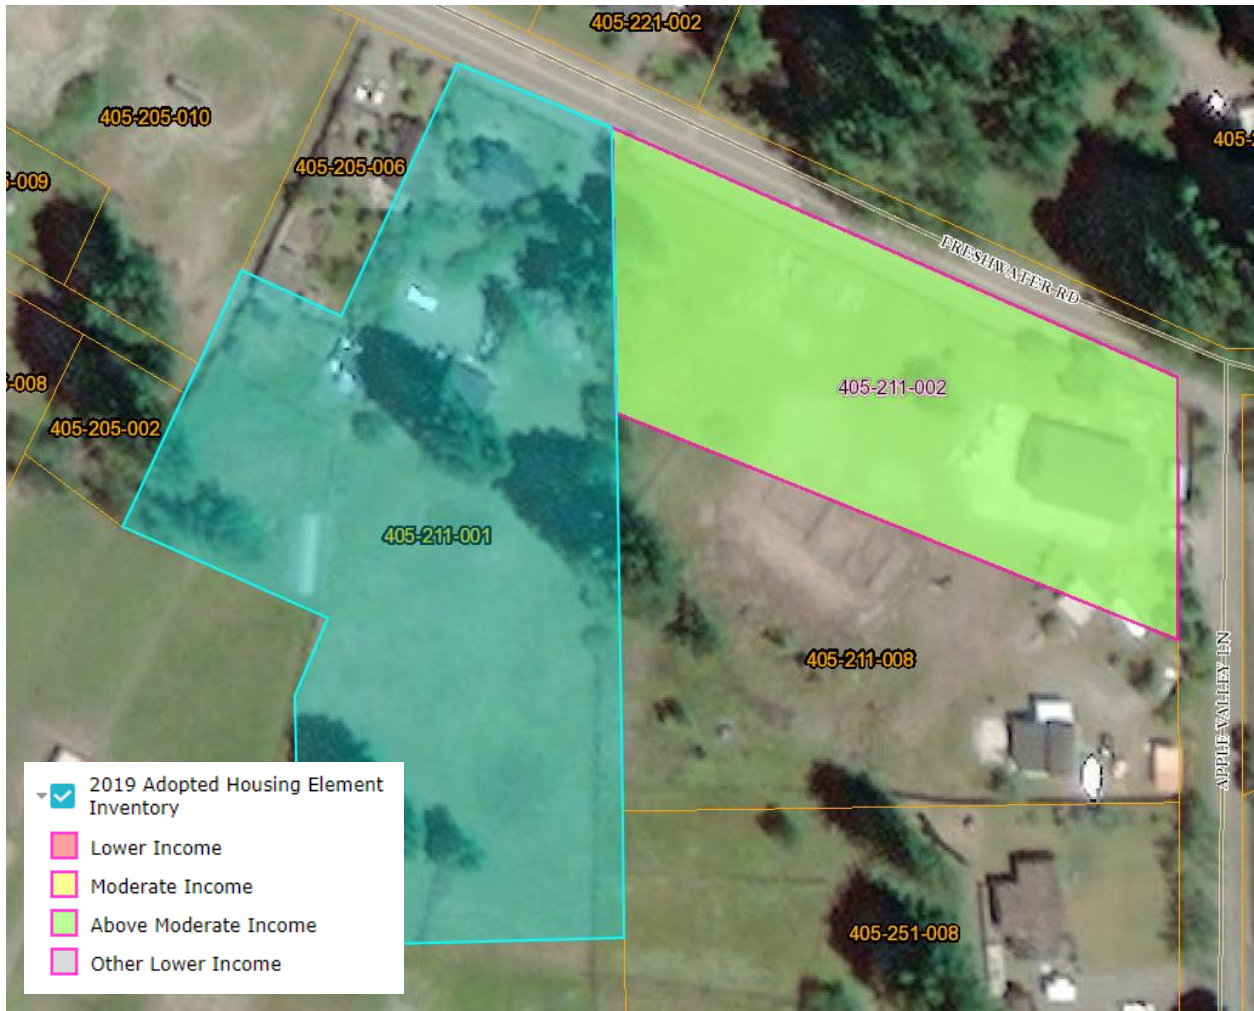 405-221-002
405-205-010
405-
405-205-006
5-009
FRESHWATER RD
405-211-002
-008
405-205-002
405-211-001
405-211-008
APPLE VALLEY LN
2019 Adopted Housing Element
Inventory
Lower Income
Moderate Income
Above Moderate Income
Other Lower Income
405-251-008